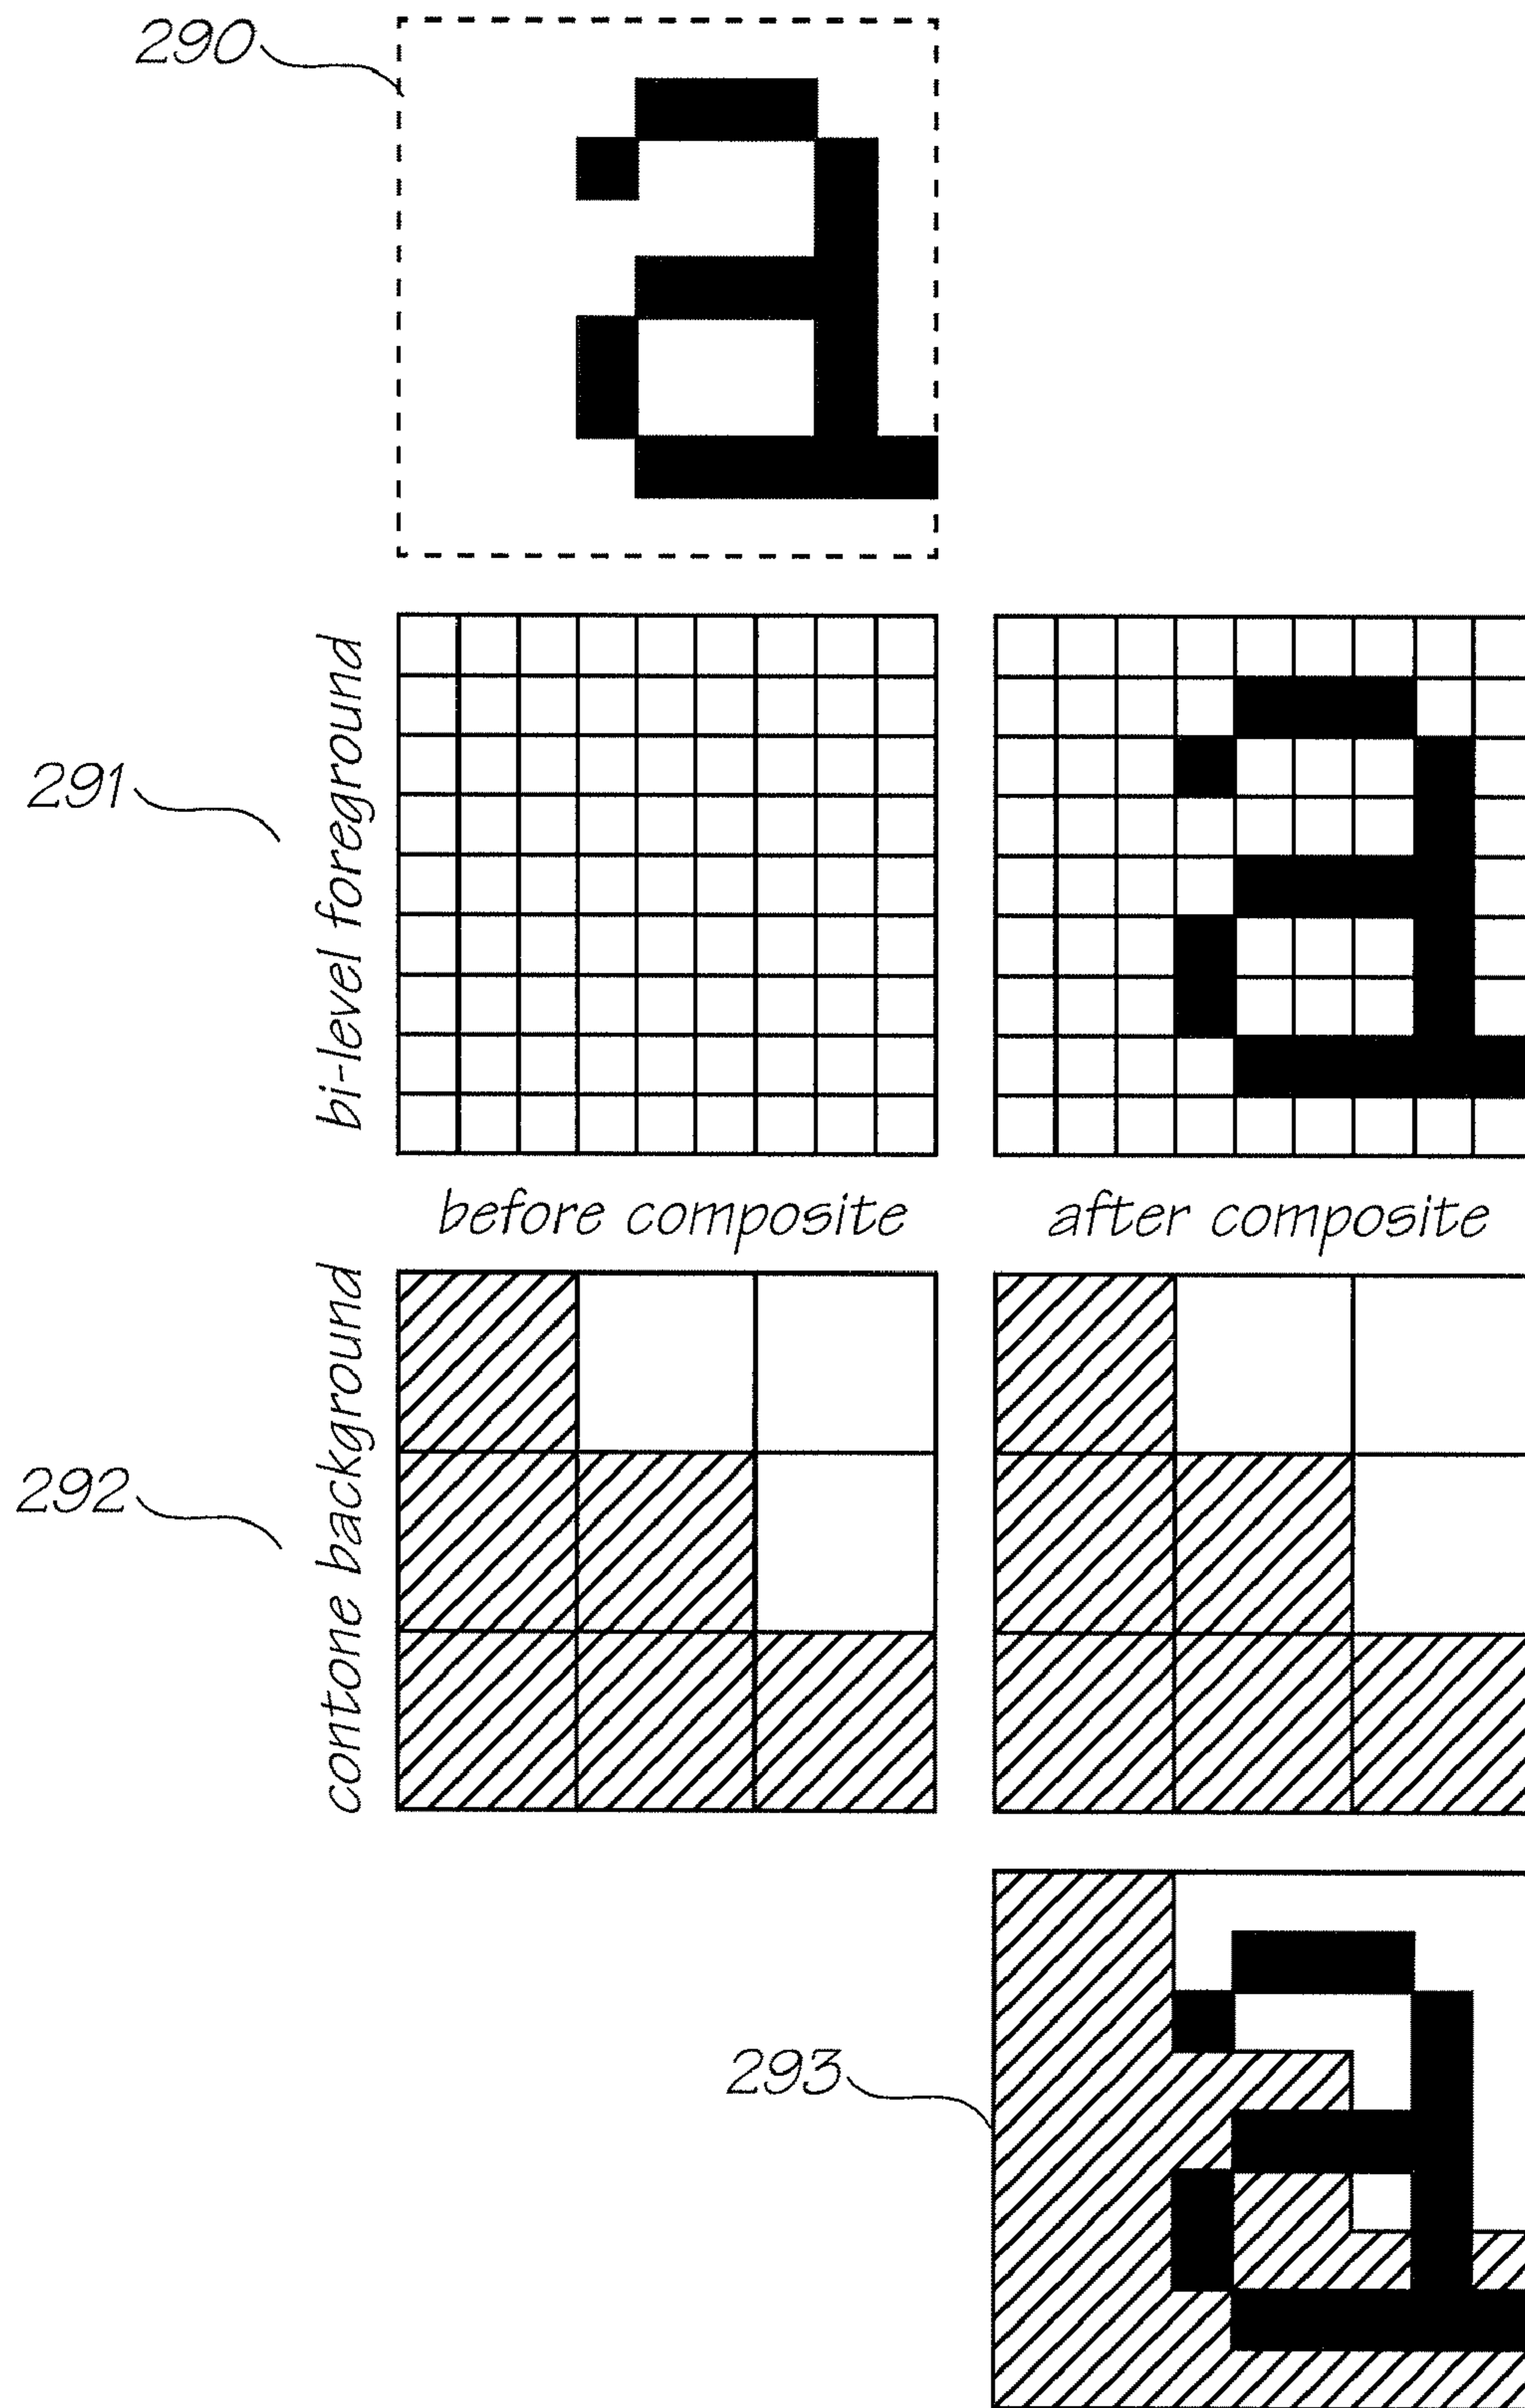 290
291
bi-level foreground
before composite
after composite
292
contone background
293